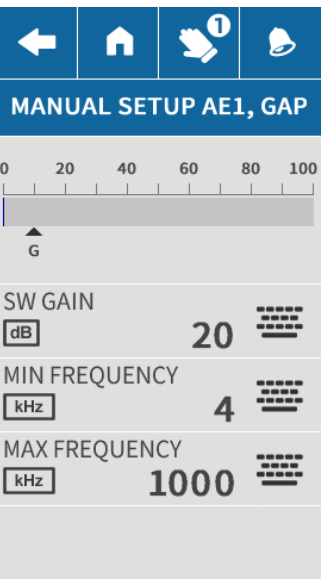 1
MANUAL SETUP AE1, GAP
0 20 40 60 80 100
G
SW GAIN
dB 20
MIN FREQUENCY
kHz 4
MAX FREQUENCY
kHz 1000